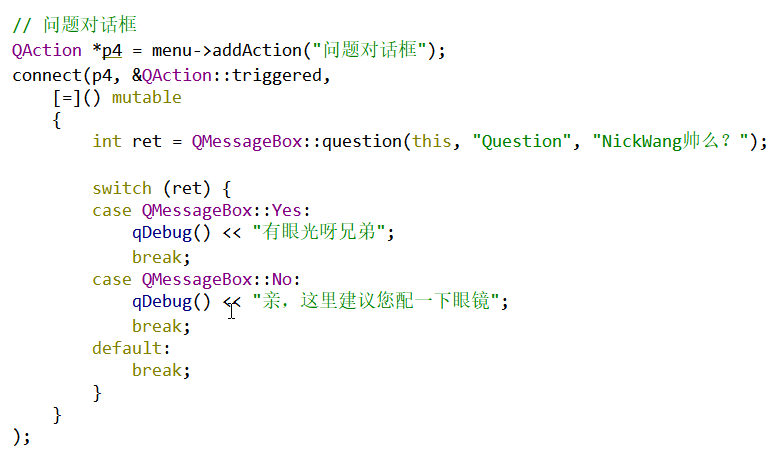 // 问题对话框
QAction *p4 = menu->addAction("问题对话框");
connect(p4, &QAction::triggered,
    [=]() mutable
    {
        int ret = QMessageBox::question(this, "Question", "NickWang帅么？");

        switch (ret) {
        case QMessageBox::Yes:
            qDebug() << "有眼光呀兄弟";
            break;
        case QMessageBox::No:
            qDebug() << "亲，这里建议您配一下眼镜";
            break;
        default:
            break;
        }
    }
);